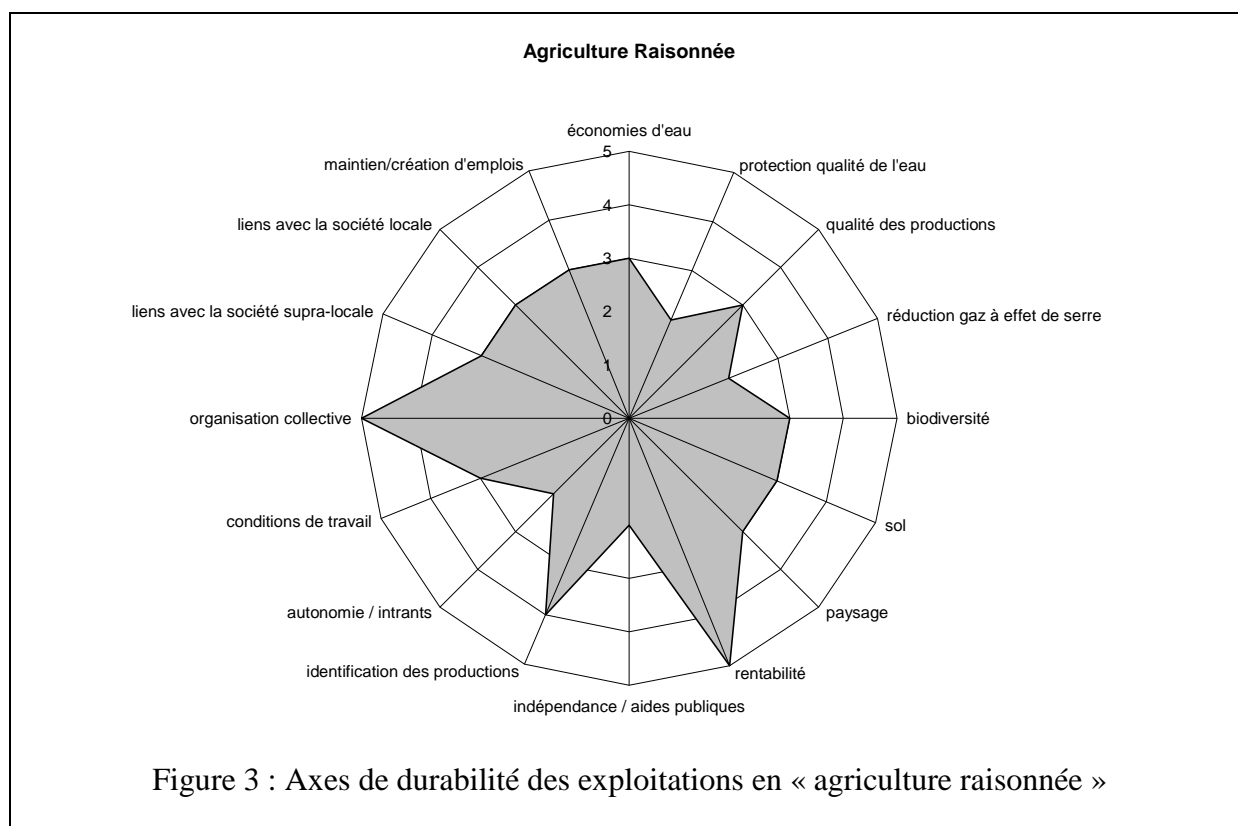 Agriculture Raisonnée
économies d'eau
5
maintien/création d'emplois
protection qualité de l'eau
4
liens avec la société locale
qualité des productions
3
liens avec la société supra-locale
2
réduction gaz à effet de serre
1
organisation collective
0
biodiversité
conditions de travail
sol
autonomie / intrants
paysage
identification des productions
rentabilité
indépendance / aides publiques
Figure 3 : Axes de durabilité des exploitations en « agriculture raisonnée »